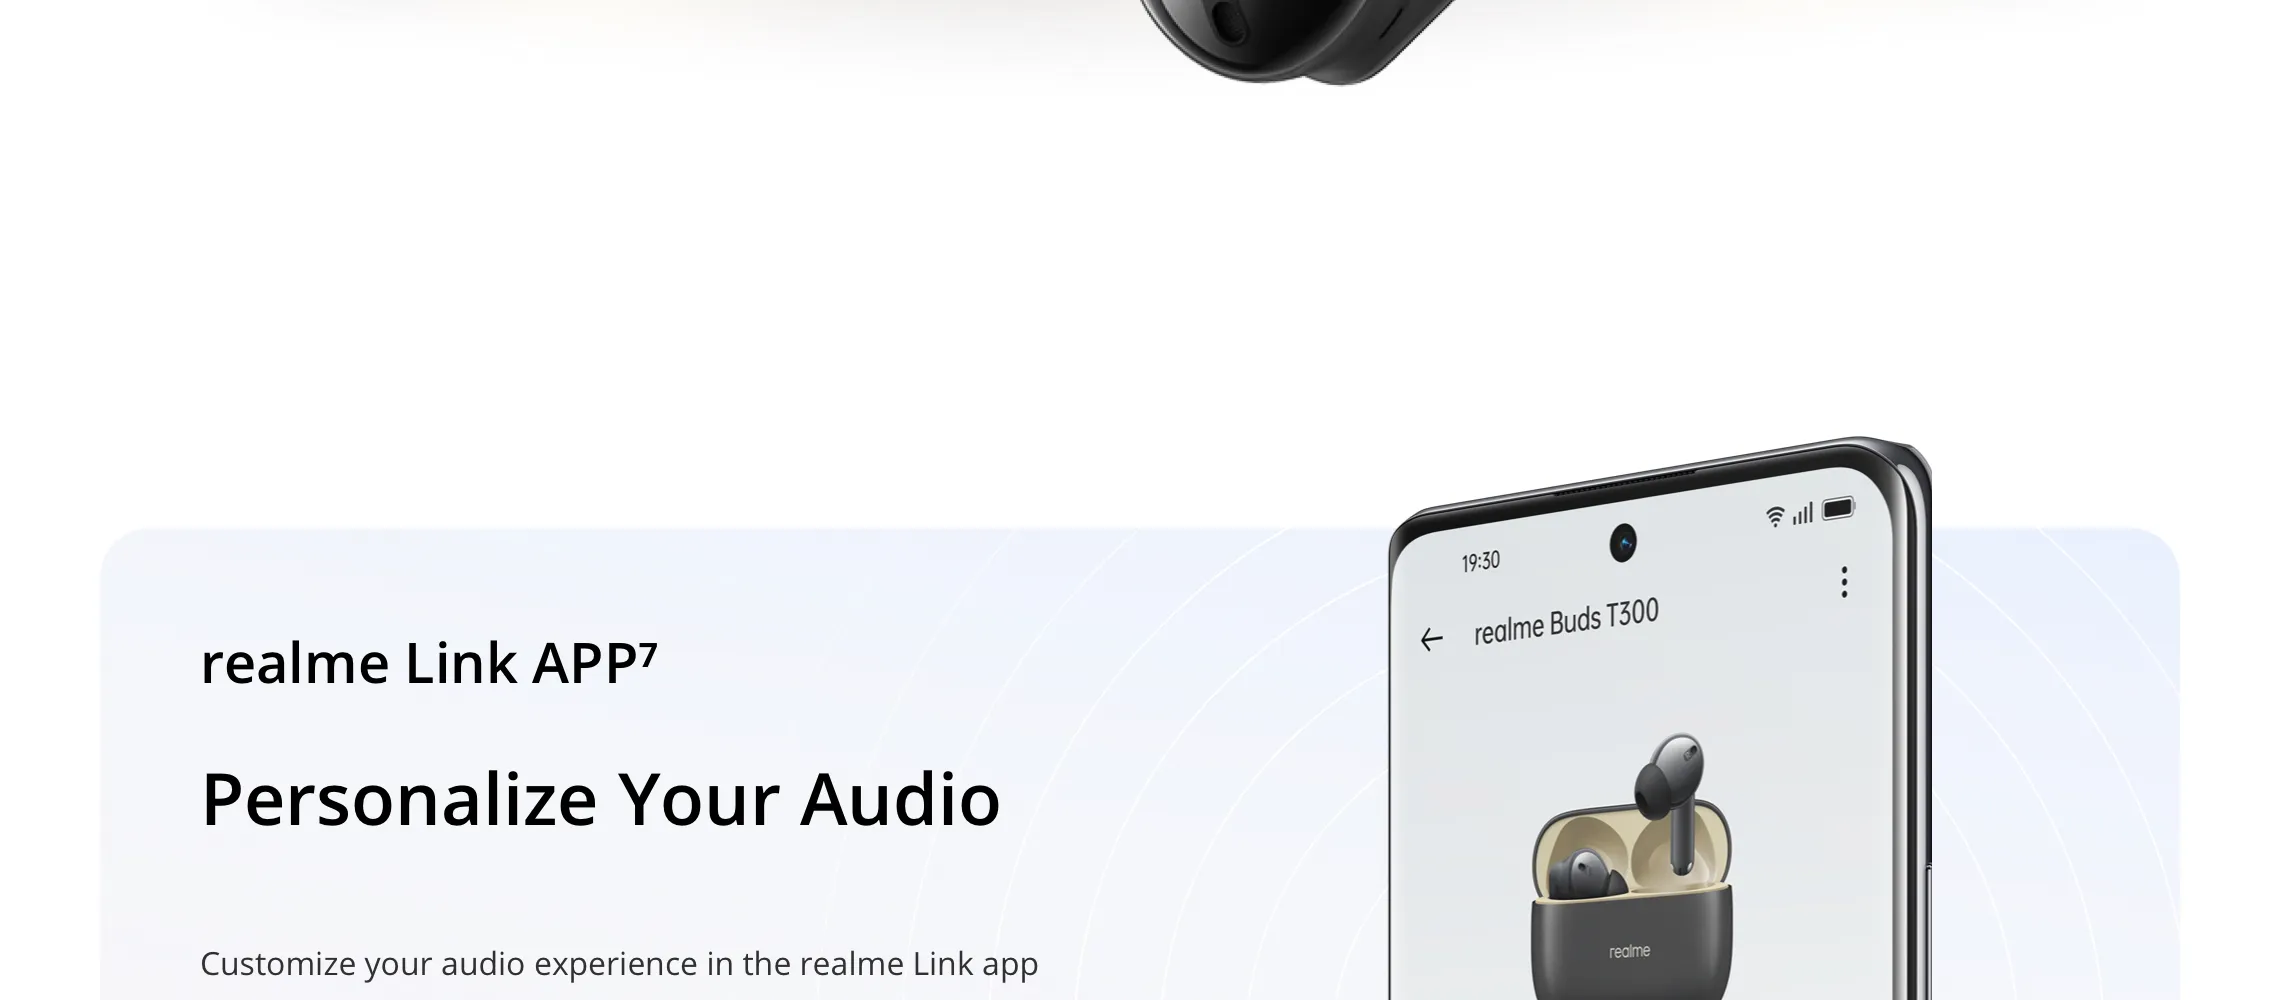 realme Link APP⁷
Personalize Your Audio
Customize your audio experience in the realme Link app
19:30
realme Buds T300
realme